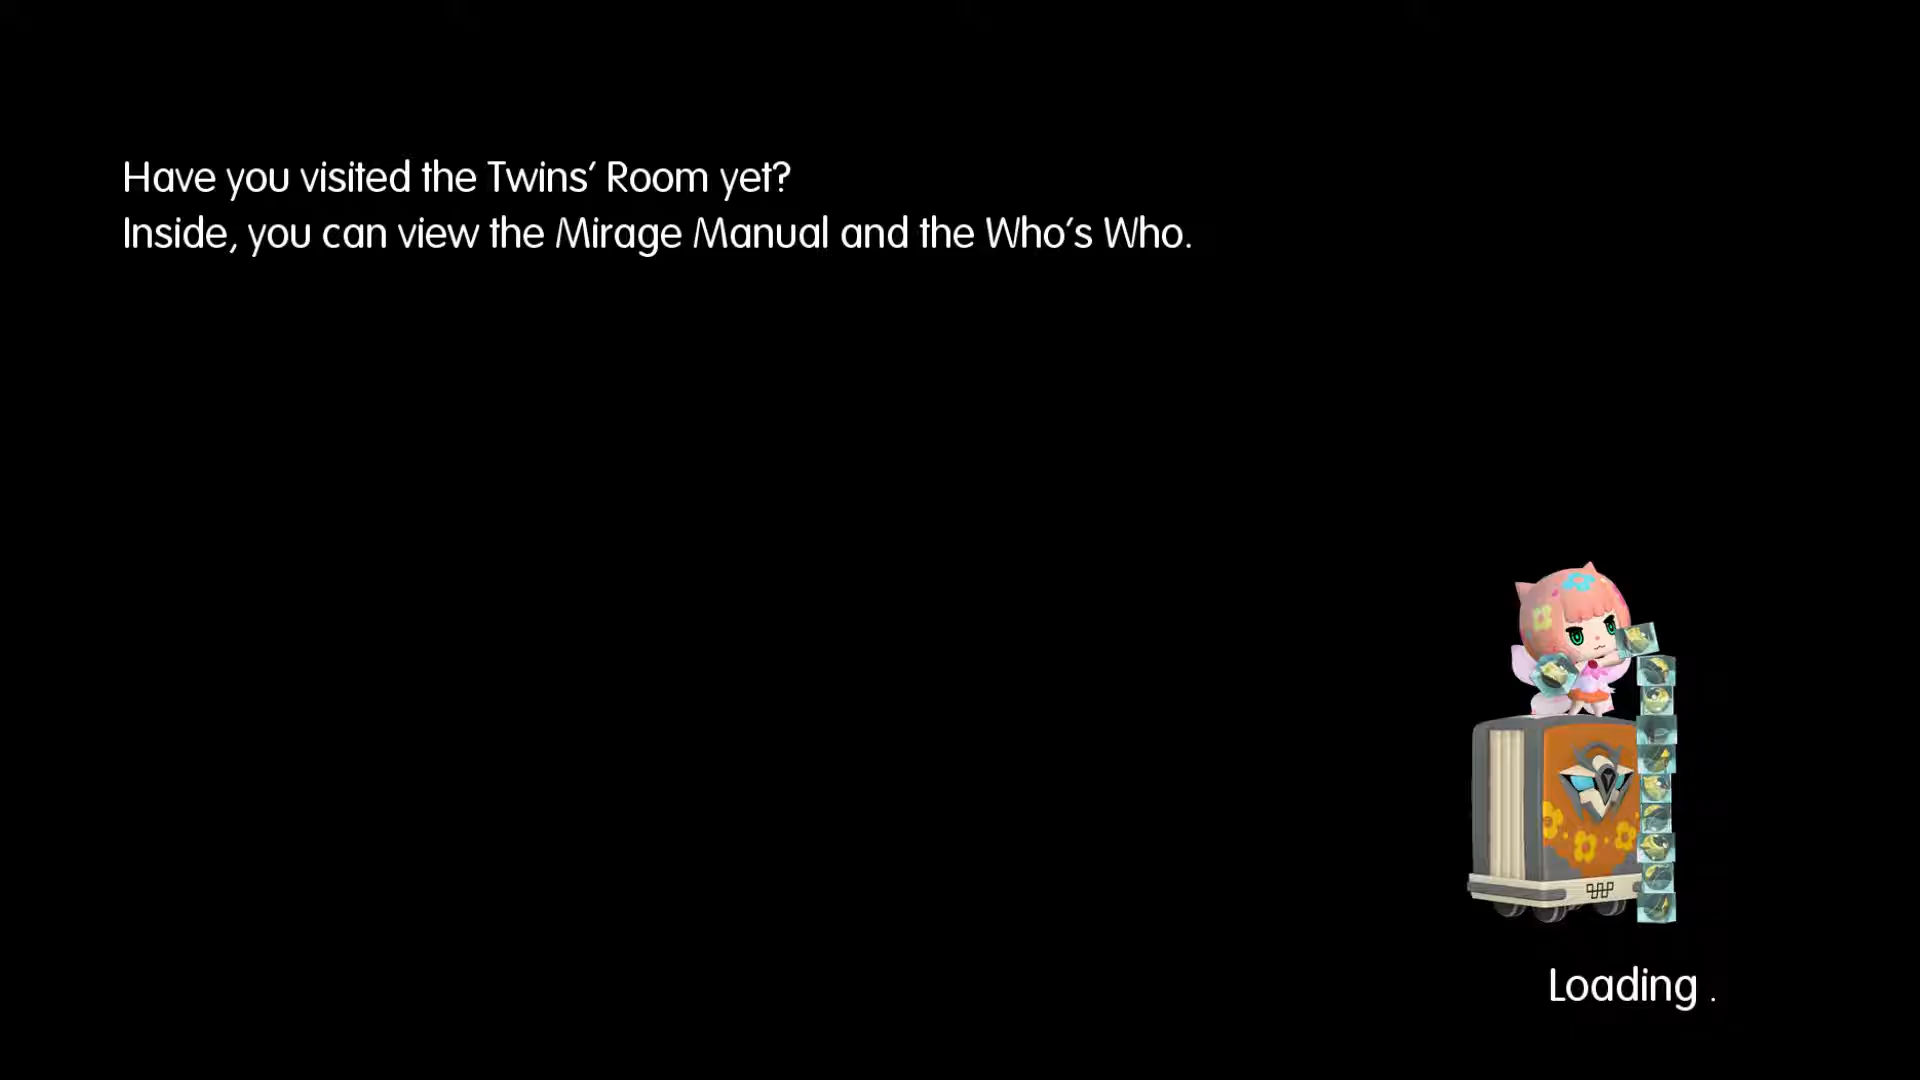 Have you visited the Twins’ Room yet?
Inside, you can view the Mirage Manual and the Who’s Who.
Loading .